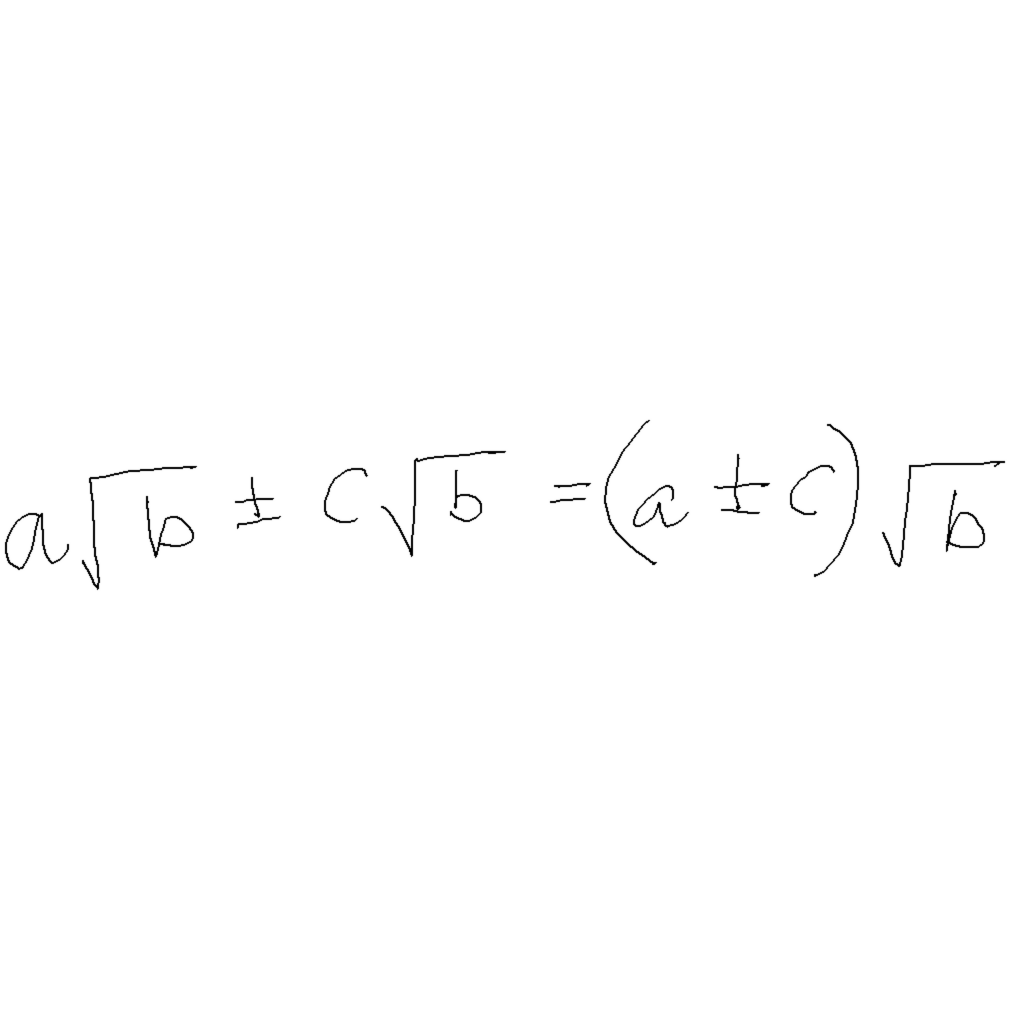 a√b ± c√b = (a ± c)√b